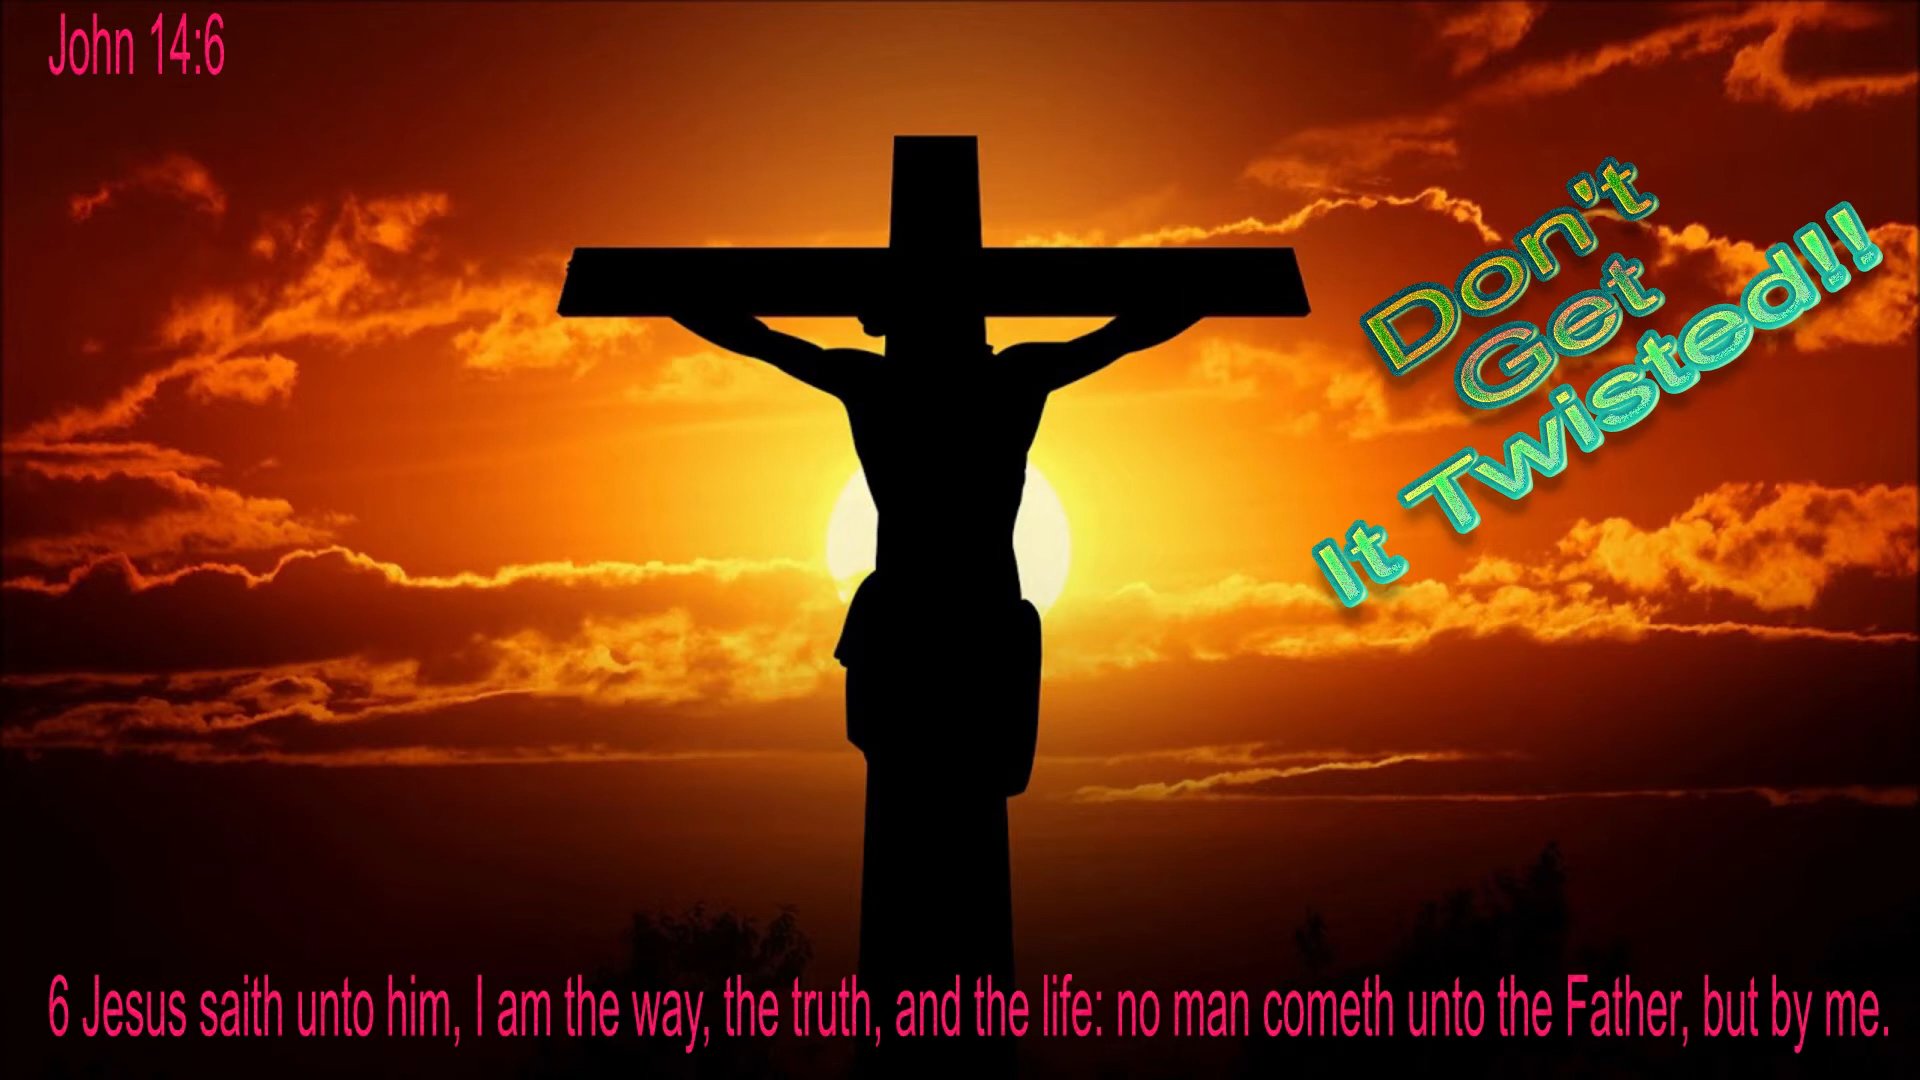 John 14:6
Don't
Get
It Twisted!!
6 Jesus saith unto him, I am the way, the truth, and the life: no man cometh unto the Father, but by me.